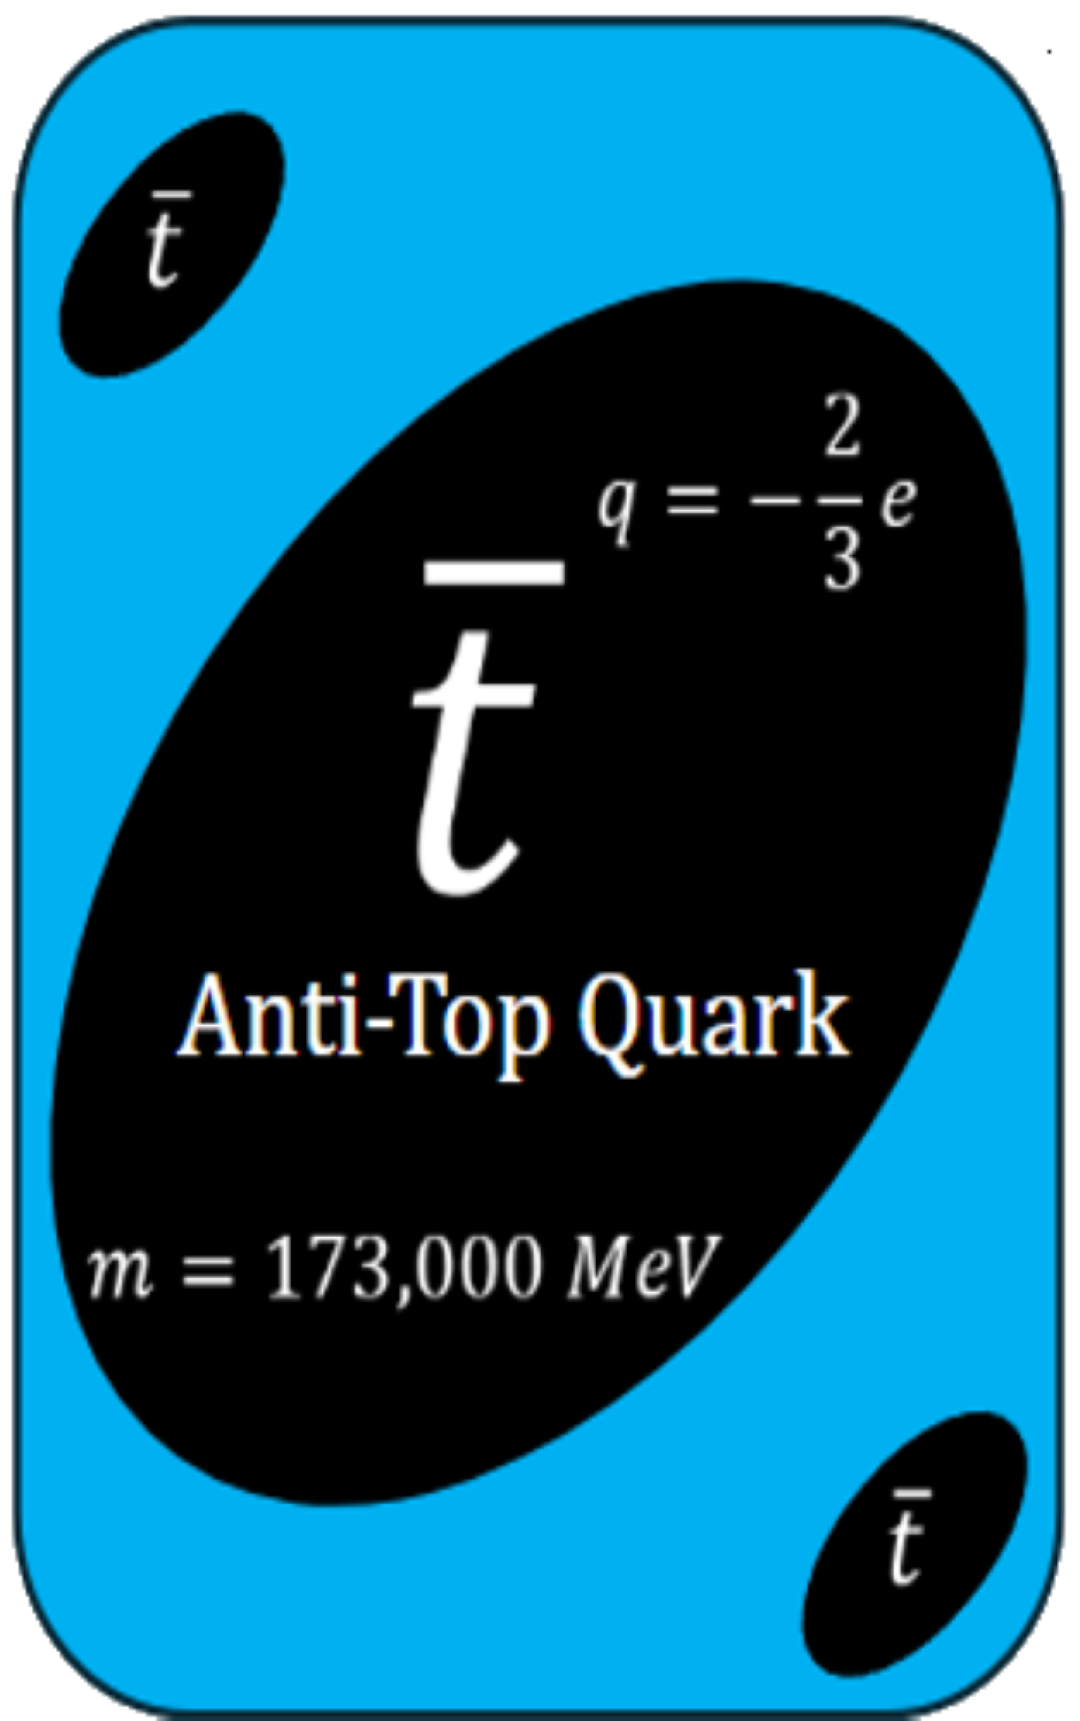 t̅
q = −2/3 e
t̅
Anti-Top Quark
m = 173,000 MeV
t̅